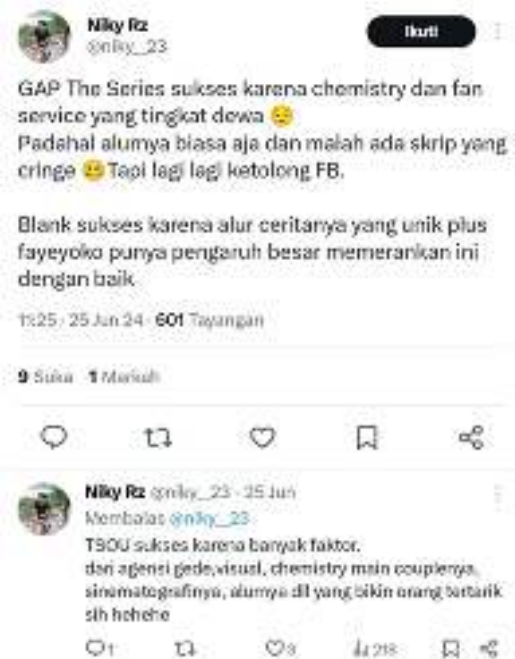 Niky Rz
@niky__23
Ikuti
GAP The Series sukses karena chemistry dan fan
service yang tingkat dewa 😌
Padahal alurnya biasa aja dan malah ada skrip yang
cringe 😬 Tapi lagi lagi ketolong FB.
Blank sukses karena alur ceritanya yang unik plus
fayeyoko punya pengaruh besar memerankan ini
dengan baik
11:25 · 25 Jun 24 · 601 Tayangan
9 Suka 1 Markah
Niky Rz @niky__23 · 25 Jun
Membalas @niky__23
TSOU sukses karena banyak faktor.
dari agensi gede,visual, chemistry main couplenya,
sinematografinya, alurnya dll yang bikin orang tertarik
sih hehehe
1 3 218